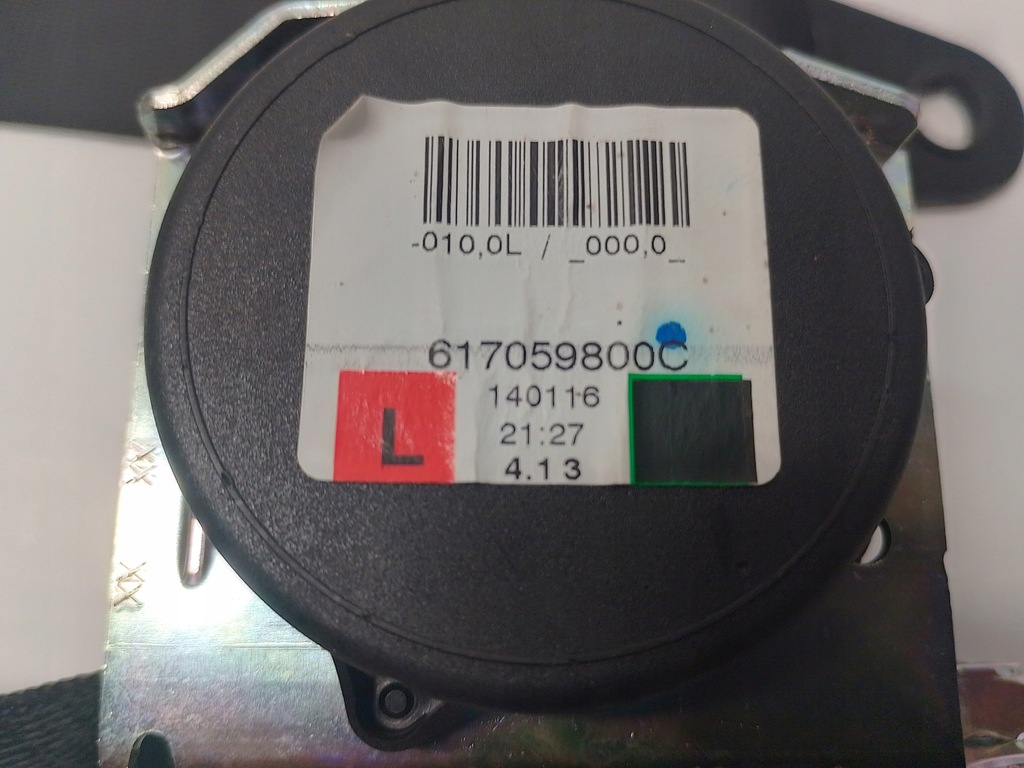 -010,0L / _000,0_
617059800C
140116
21:27
4.13
L